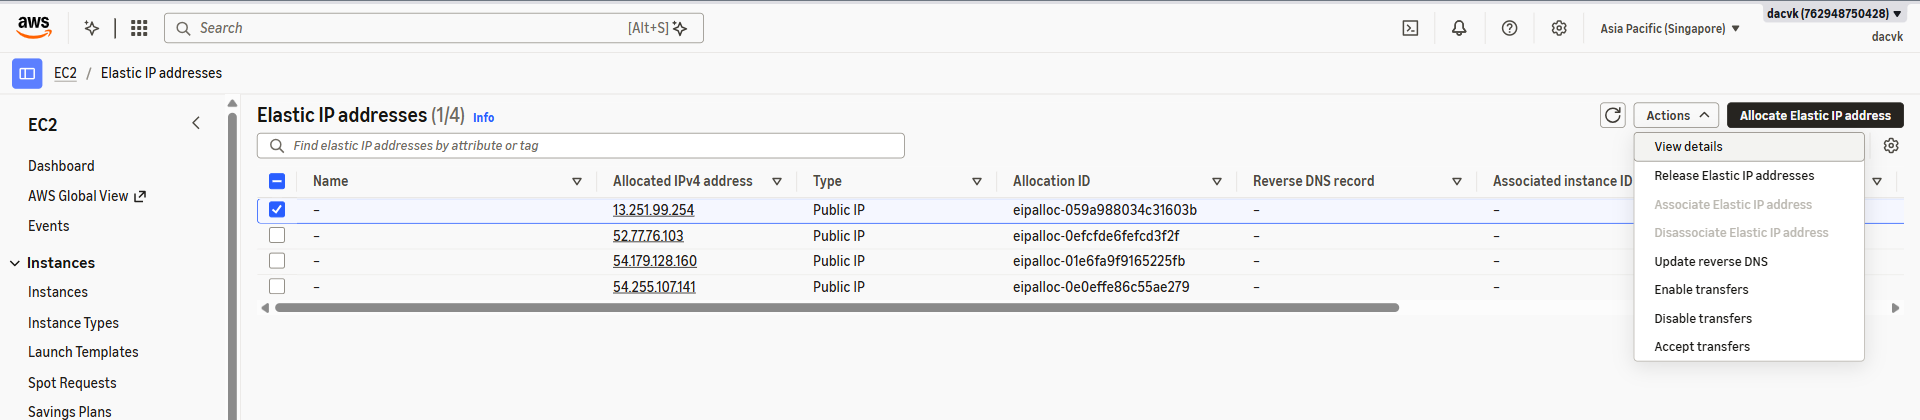 aws
Search [Alt+S]
Asia Pacific (Singapore)
dacvk (762948750428)
dacvk
EC2 / Elastic IP addresses
EC2
Dashboard
AWS Global View
Events
Instances
Instances
Instance Types
Launch Templates
Spot Requests
Savings Plans
Elastic IP addresses (1/4) Info
Actions
Allocate Elastic IP address
Find elastic IP addresses by attribute or tag
Name Allocated IPv4 address Type Allocation ID Reverse DNS record Associated instance ID
– 13.251.99.254 Public IP eipalloc-059a988034c31603b – –
– 52.77.76.103 Public IP eipalloc-0efcfde6fefcd3f2f – –
– 54.179.128.160 Public IP eipalloc-01e6fa9f9165225fb – –
– 54.255.107.141 Public IP eipalloc-0e0effe86c55ae279 – –
View details
Release Elastic IP addresses
Associate Elastic IP address
Disassociate Elastic IP address
Update reverse DNS
Enable transfers
Disable transfers
Accept transfers